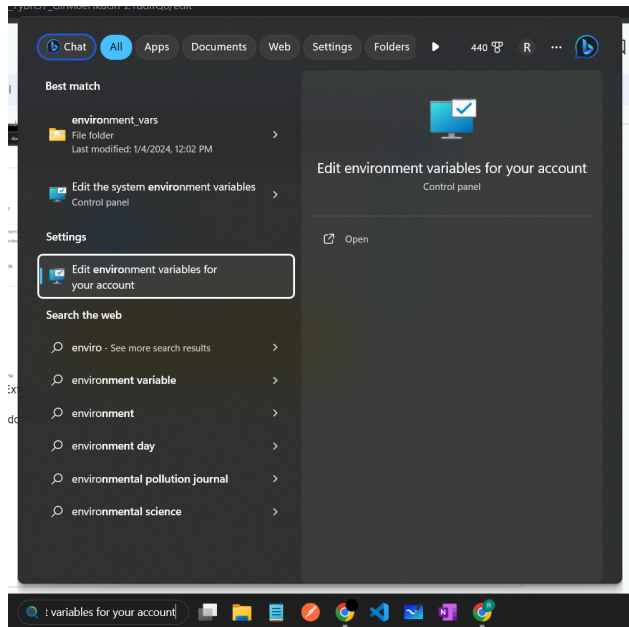 Chat
All
Apps
Documents
Web
Settings
Folders
440
R
Best match
environment_vars
File folder
Last modified: 1/4/2024, 12:02 PM
Edit the system environment variables
Control panel
Settings
Edit environment variables for
your account
Search the web
enviro - See more search results
environment variable
environment
environment day
environmental pollution journal
environmental science
Edit environment variables for your account
Control panel
Open
t variables for your account